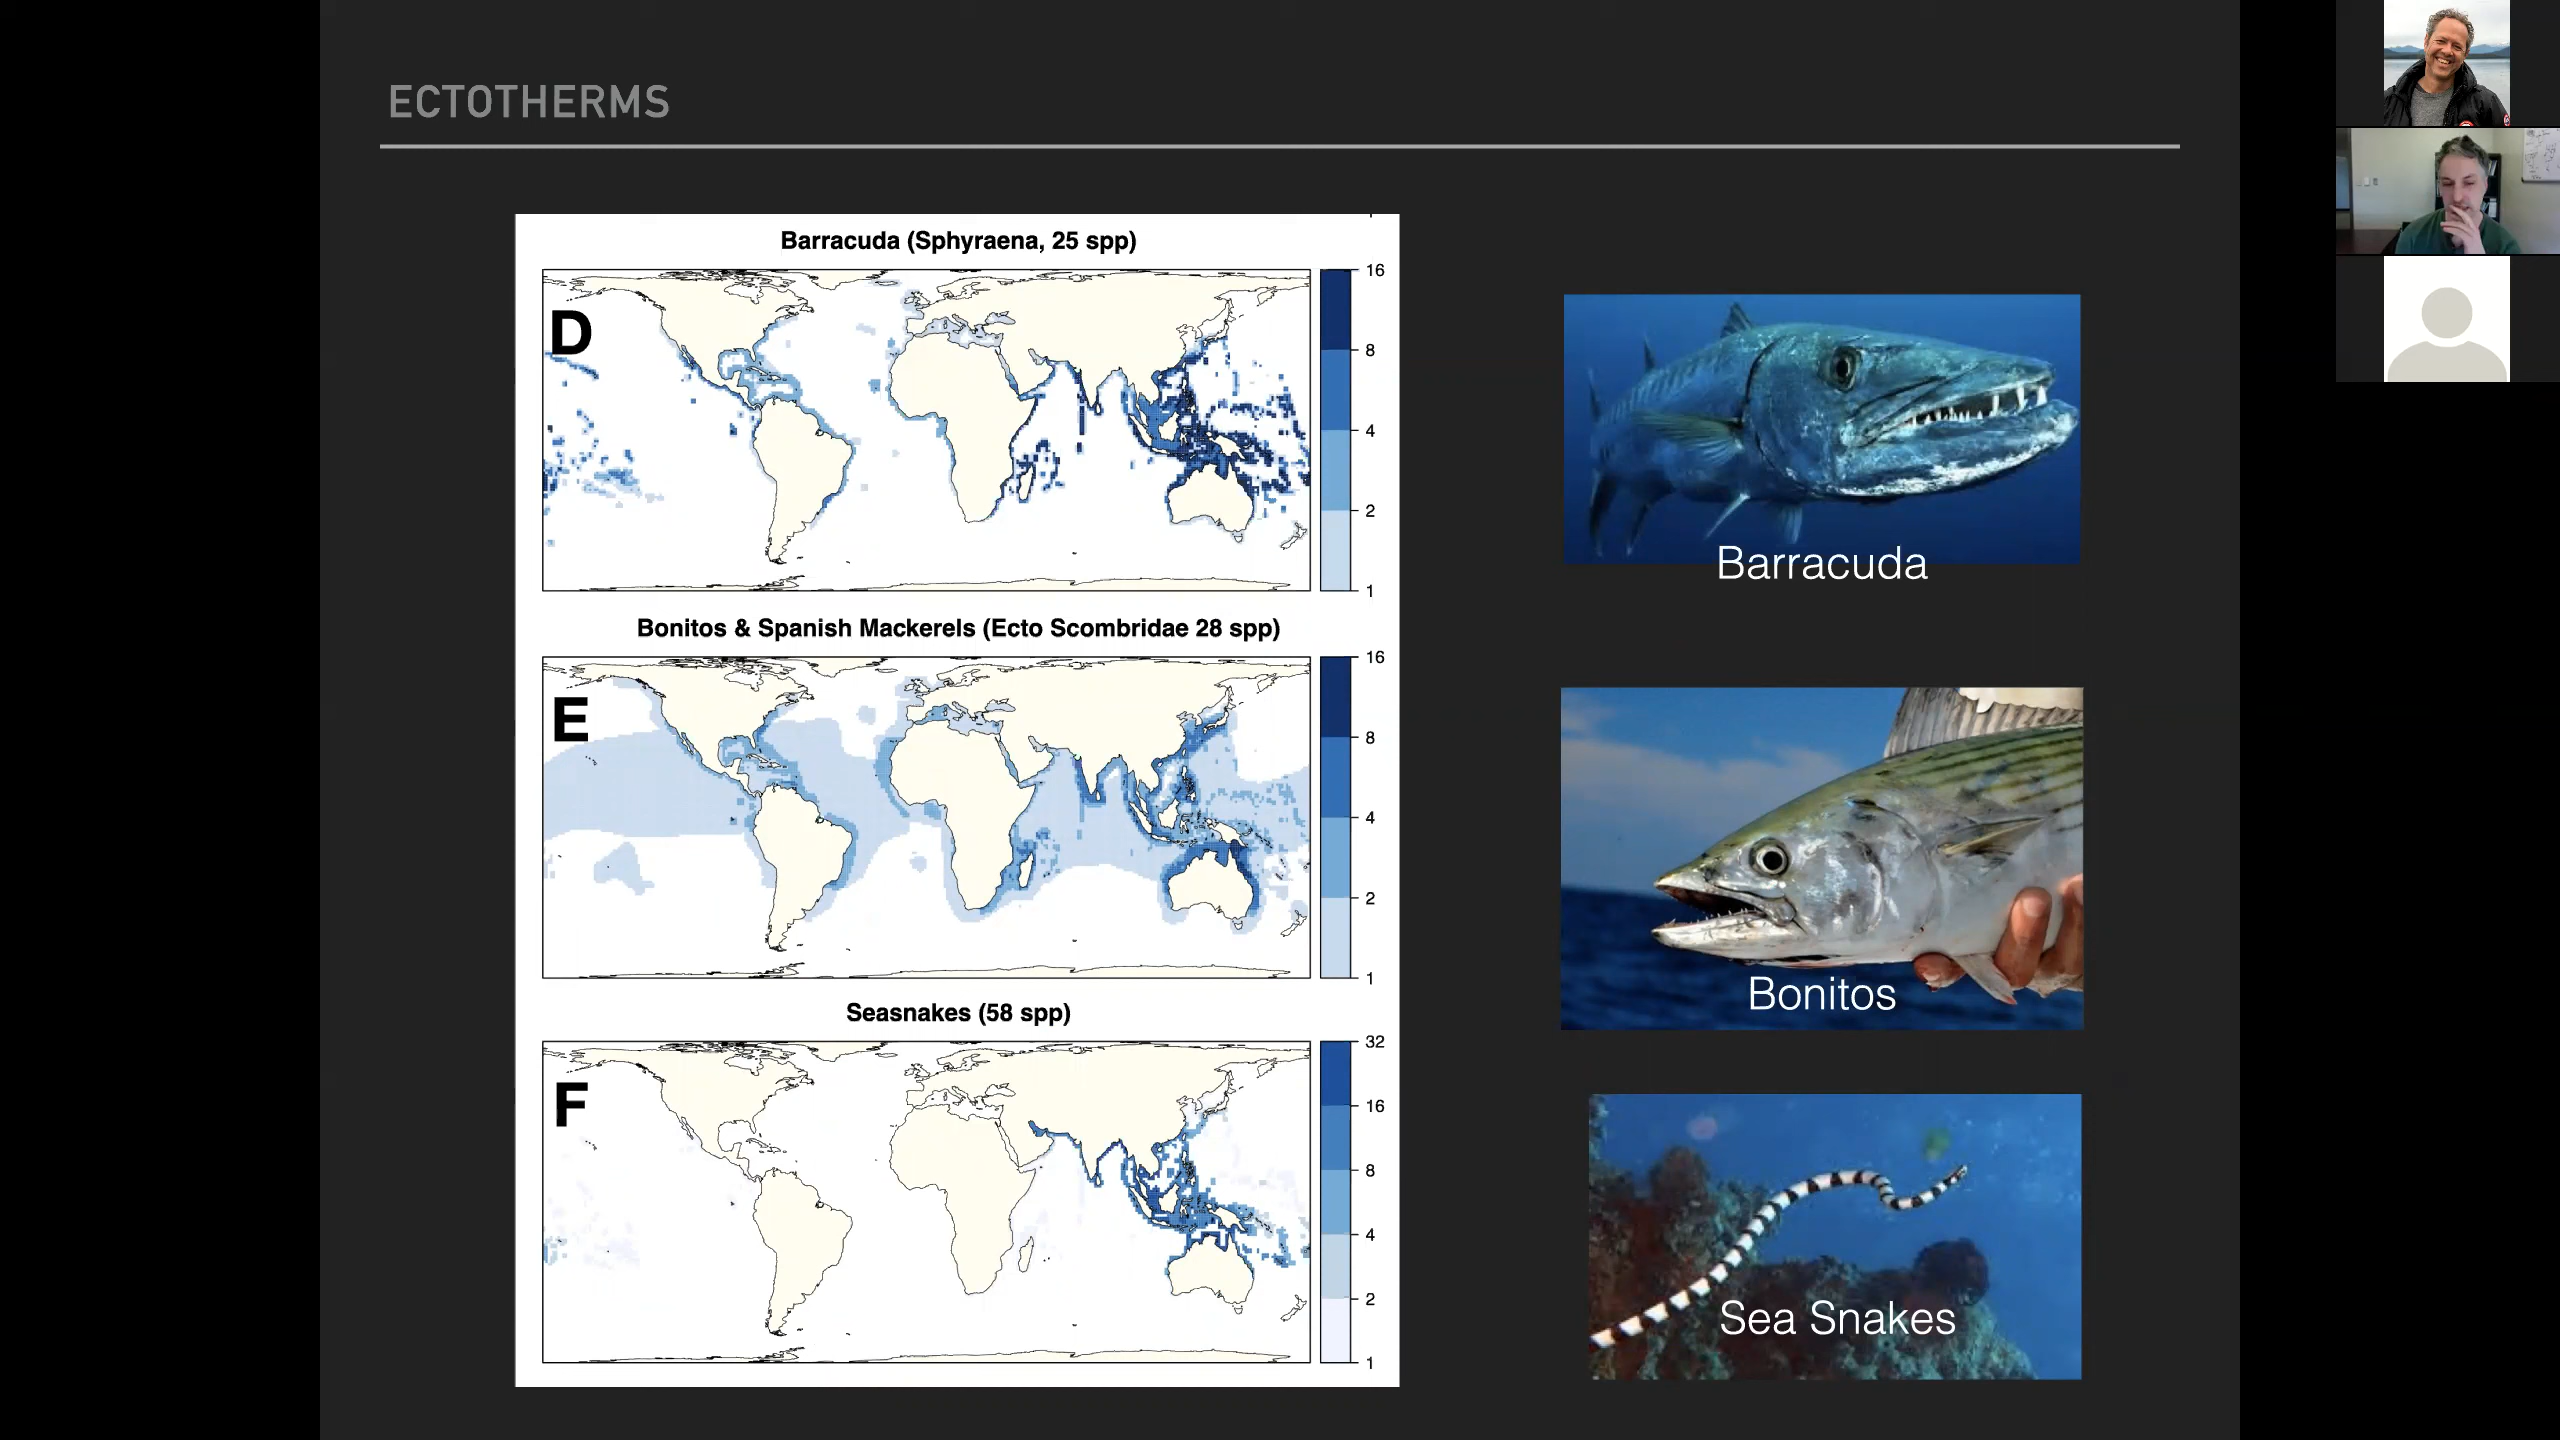 ECTOTHERMS
Barracuda (Sphyraena, 25 spp)
D
16
8
4
2
1
Barracuda
Bonitos & Spanish Mackerels (Ecto Scombridae 28 spp)
E
16
8
4
2
1
Bonitos
Seasnakes (58 spp)
F
32
16
8
4
2
1
Sea Snakes